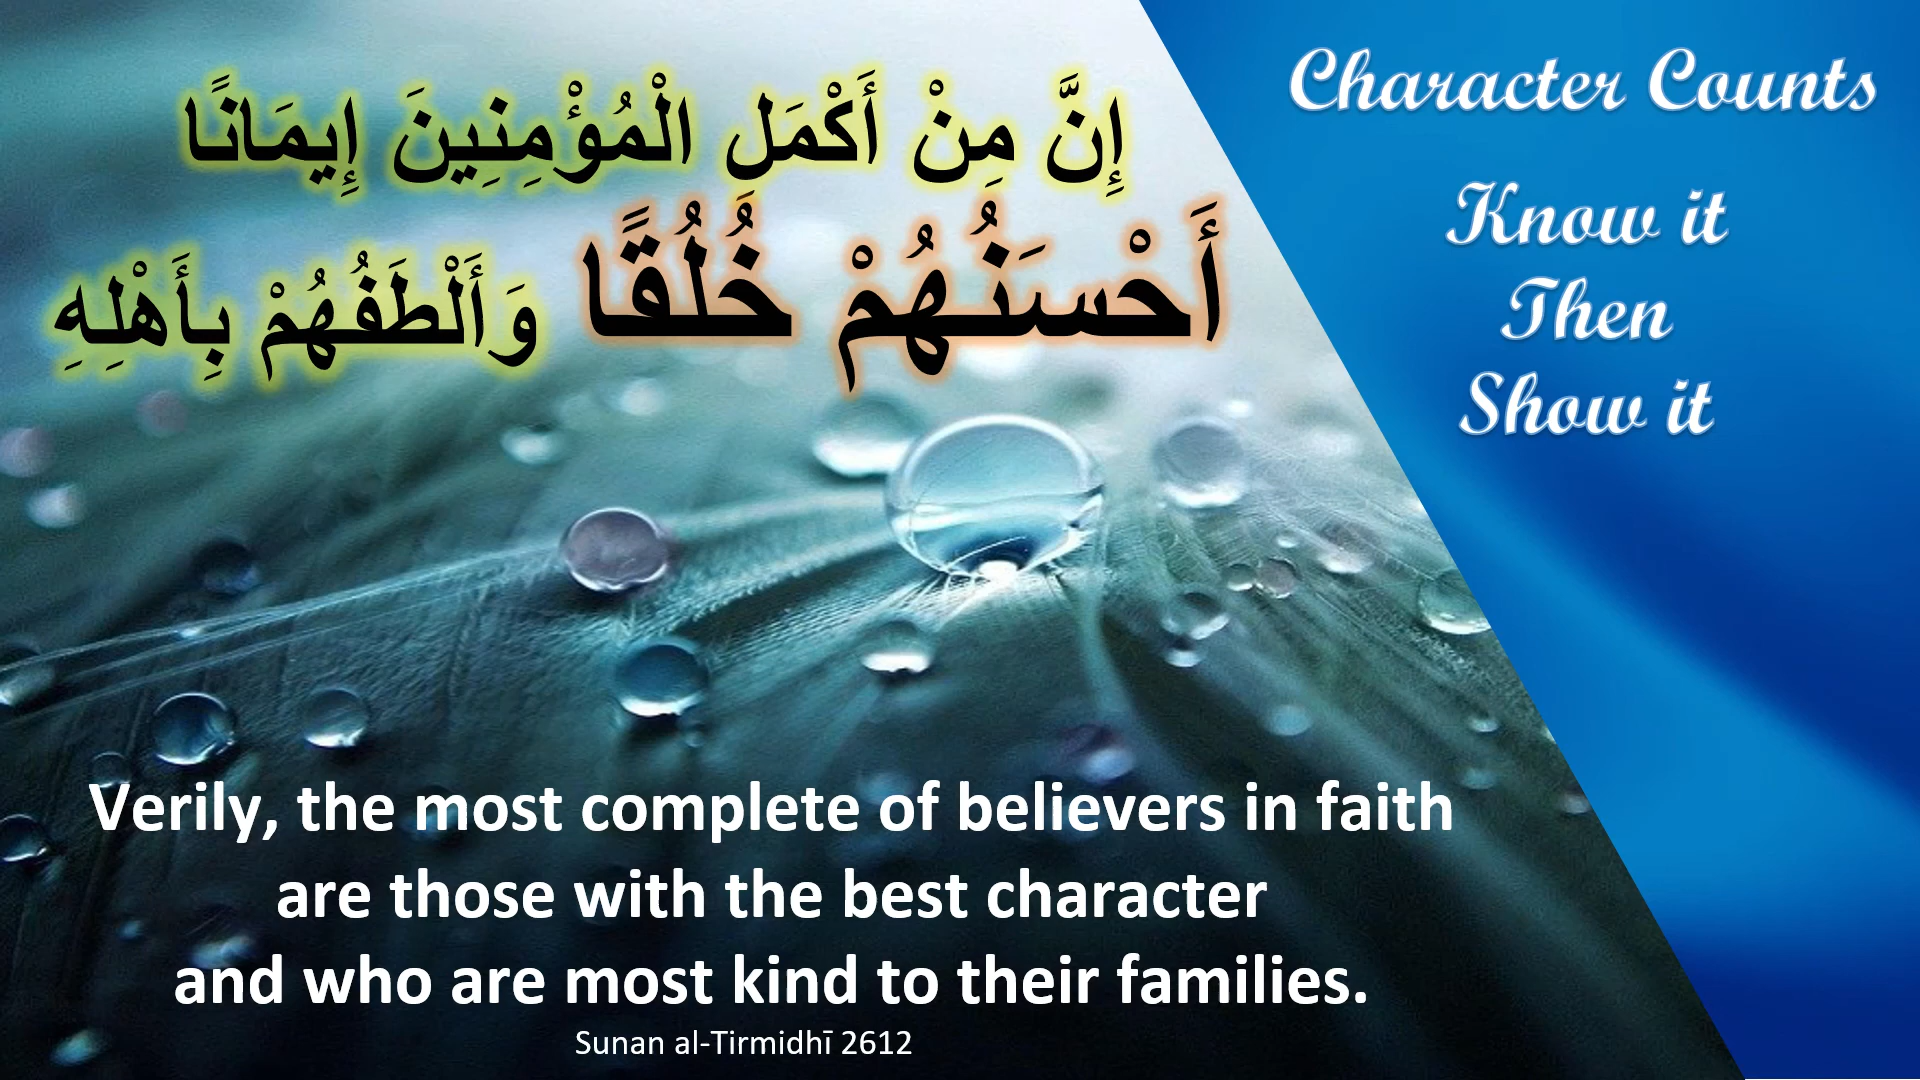 إِنَّ مِنْ أَكْمَلِ الْمُؤْمِنِينَ إِيمَانًا
أَحْسَنُهُمْ خُلُقًا وَأَلْطَفُهُمْ بِأَهْلِهِ
Verily, the most complete of believers in faith
are those with the best character
and who are most kind to their families.
Sunan al-Tirmidhī 2612
Character Counts
Know it
Then
Show it